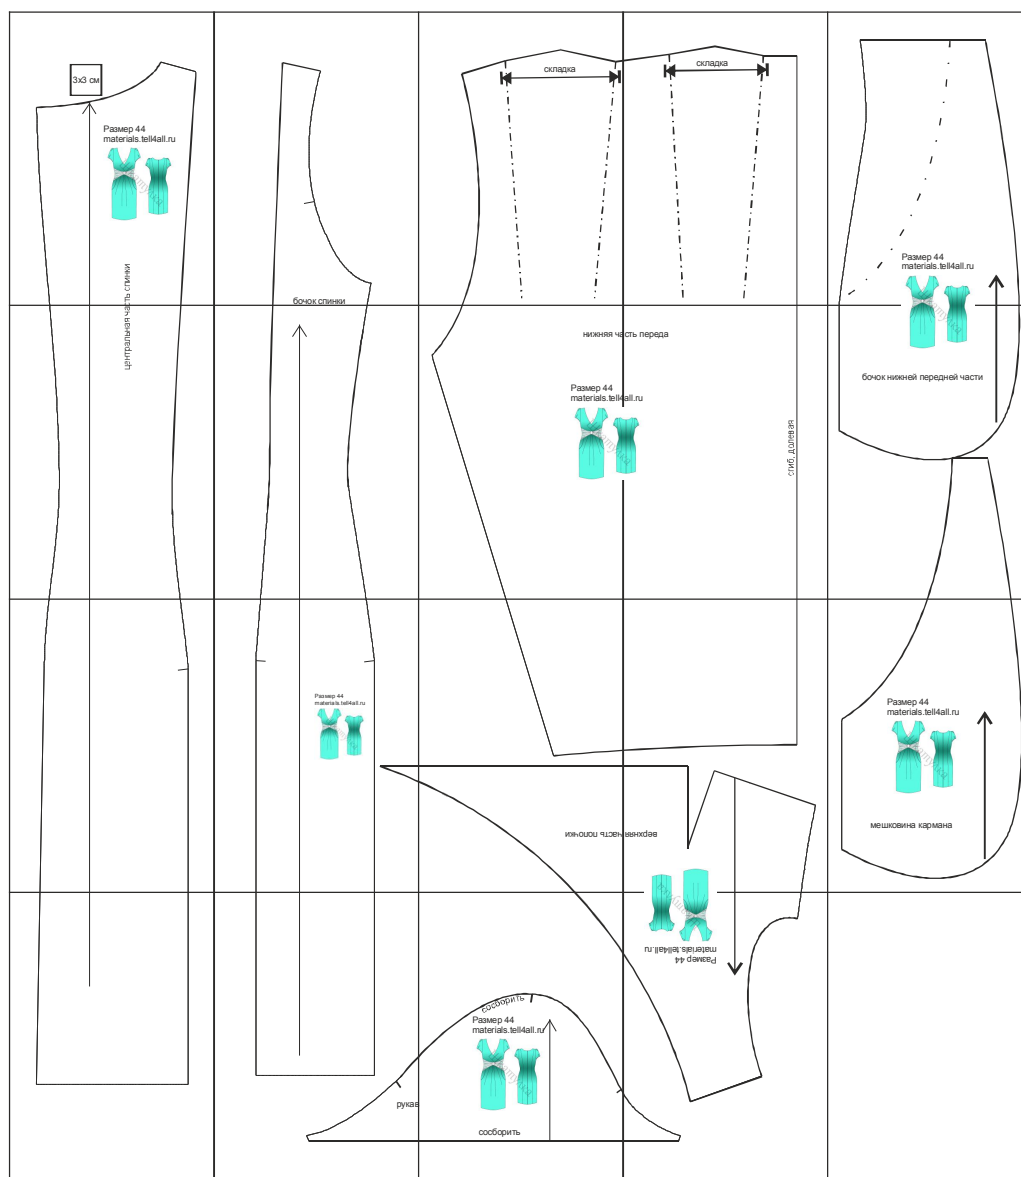 3х3 см
Размер 44
materials.tell4all.ru
центральная часть спинки
бочок спинки
Размер 44
materials.tell4all.ru
складка
складка
нижняя часть переда
Размер 44
materials.tell4all.ru
сгиб, долевая
Размер 44
materials.tell4all.ru
бочок нижней передней части
Размер 44
materials.tell4all.ru
мешковина кармана
верхняя часть полочки
Размер 44
materials.tell4all.ru
сосборить
Размер 44
materials.tell4all.ru
рукав
сосборить